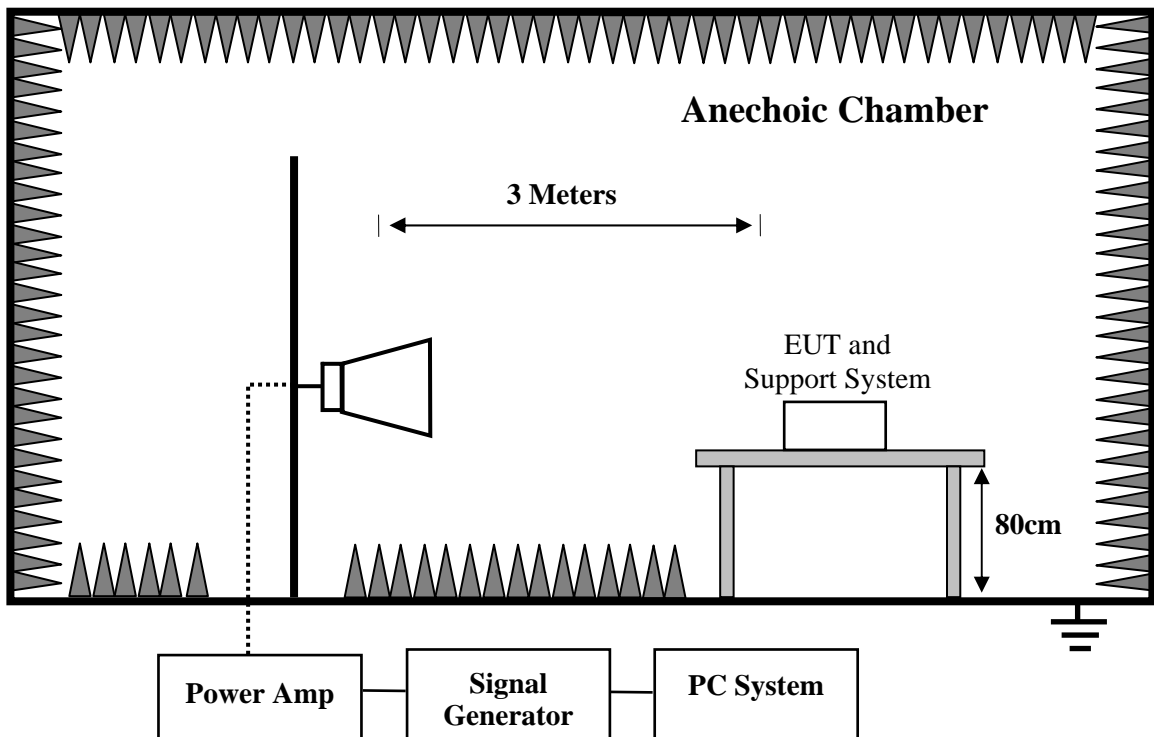 Anechoic Chamber
3 Meters
EUT and
Support System
80cm
Power Amp
Signal
Generator
PC System